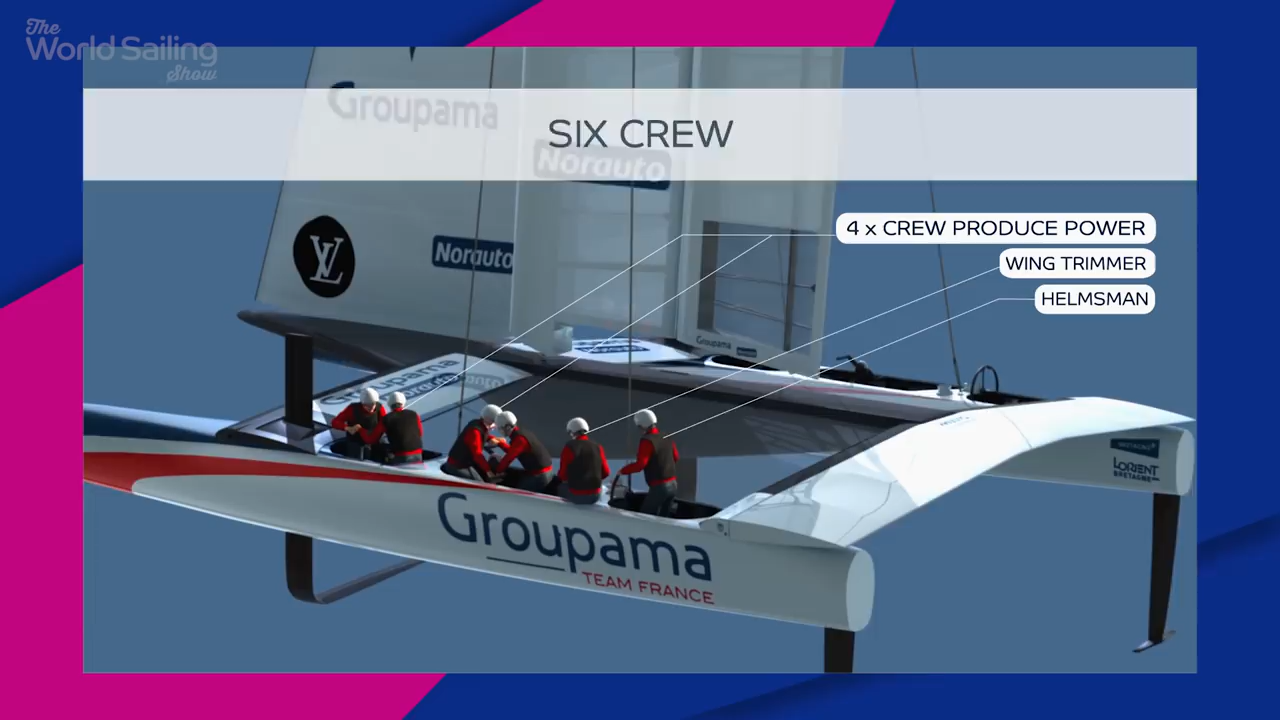 The
World Sailing
Show
Groupama
SIX CREW
Norauto
LV
Norauto
4 x CREW PRODUCE POWER
WING TRIMMER
HELMSMAN
Groupama
Groupama
Norauto
LORIENT
BRETAGNE
Groupama
TEAM FRANCE